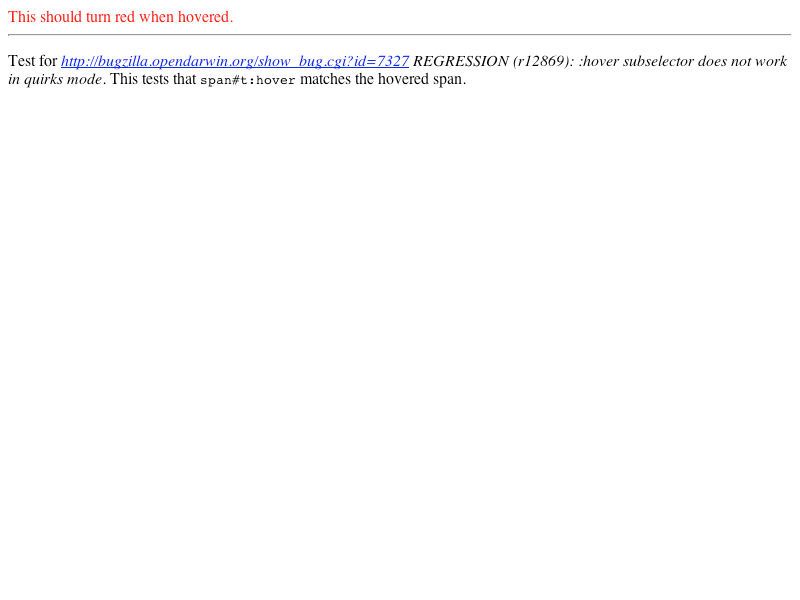 This should turn red when hovered.
Test for http://bugzilla.opendarwin.org/show_bug.cgi?id=7327 REGRESSION (r12869): :hover subselector does not work
in quirks mode. This tests that span#t:hover matches the hovered span.